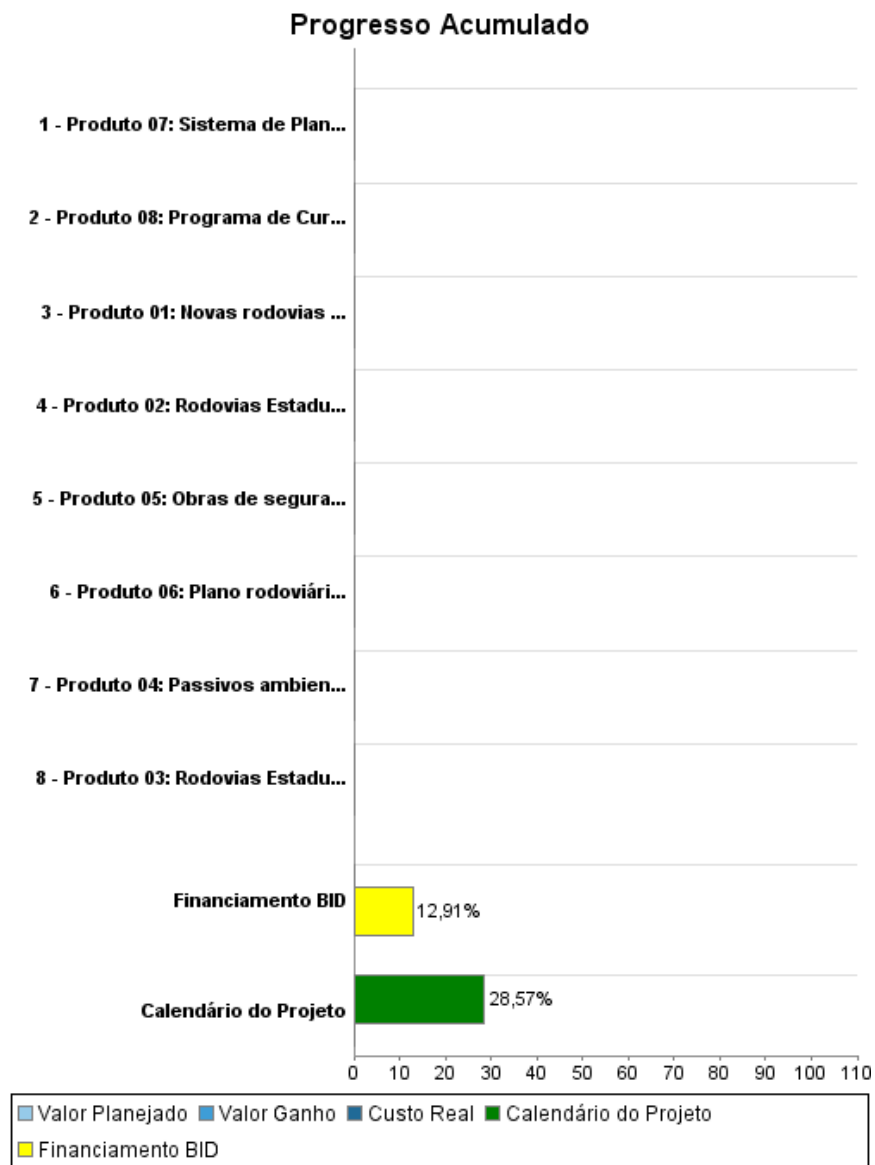 Progresso Acumulado
1 - Produto 07: Sistema de Plan...
2 - Produto 08: Programa de Cur...
3 - Produto 01: Novas rodovias ...
4 - Produto 02: Rodovias Estadu...
5 - Produto 05: Obras de segura...
6 - Produto 06: Plano rodoviári...
7 - Produto 04: Passivos ambien...
8 - Produto 03: Rodovias Estadu...
Financiamento BID 12,91%
Calendário do Projeto 28,57%
0 10 20 30 40 50 60 70 80 90 100 110
Valor Planejado Valor Ganho Custo Real Calendário do Projeto
Financiamento BID